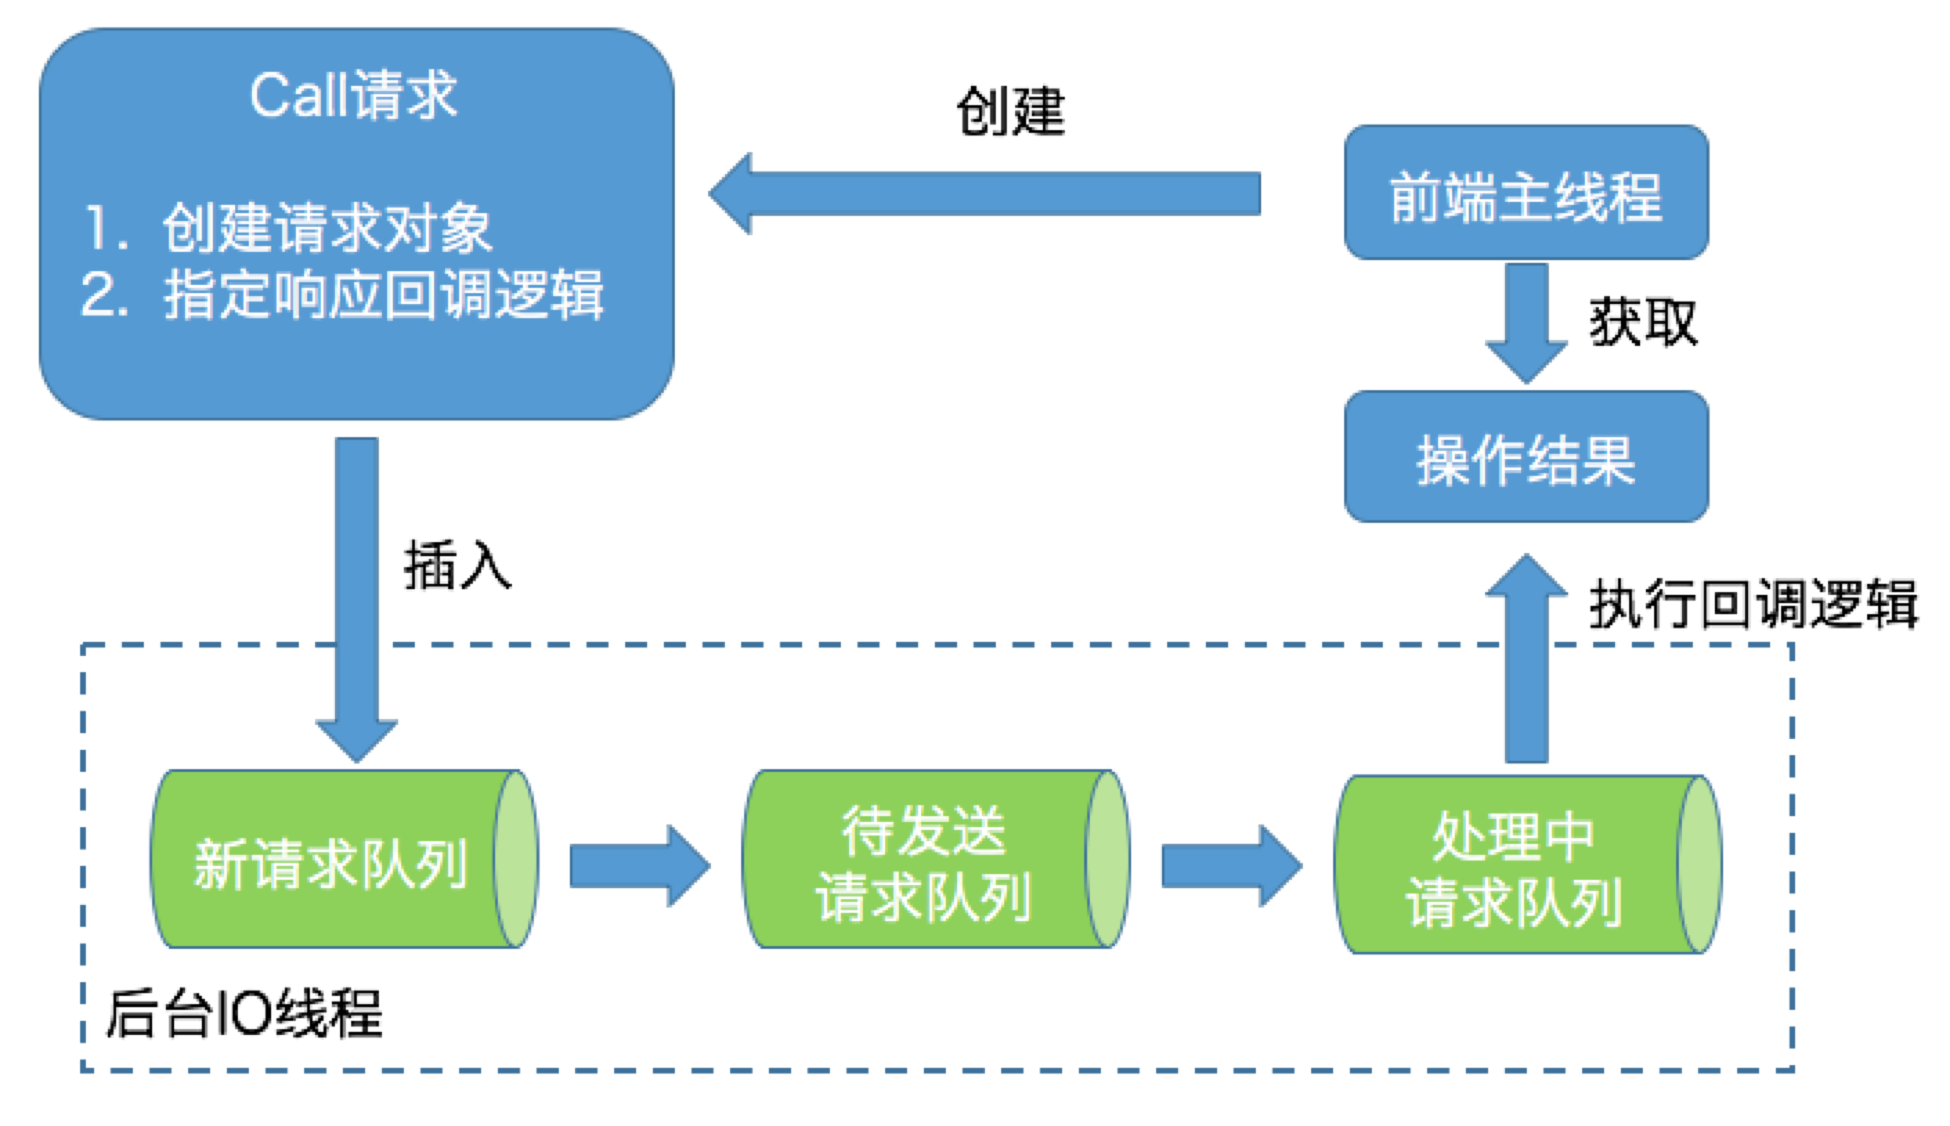 Call请求
1. 创建请求对象
2. 指定响应回调逻辑
创建
前端主线程
获取
操作结果
插入
执行回调逻辑
新请求队列
待发送
请求队列
处理中
请求队列
后台IO线程